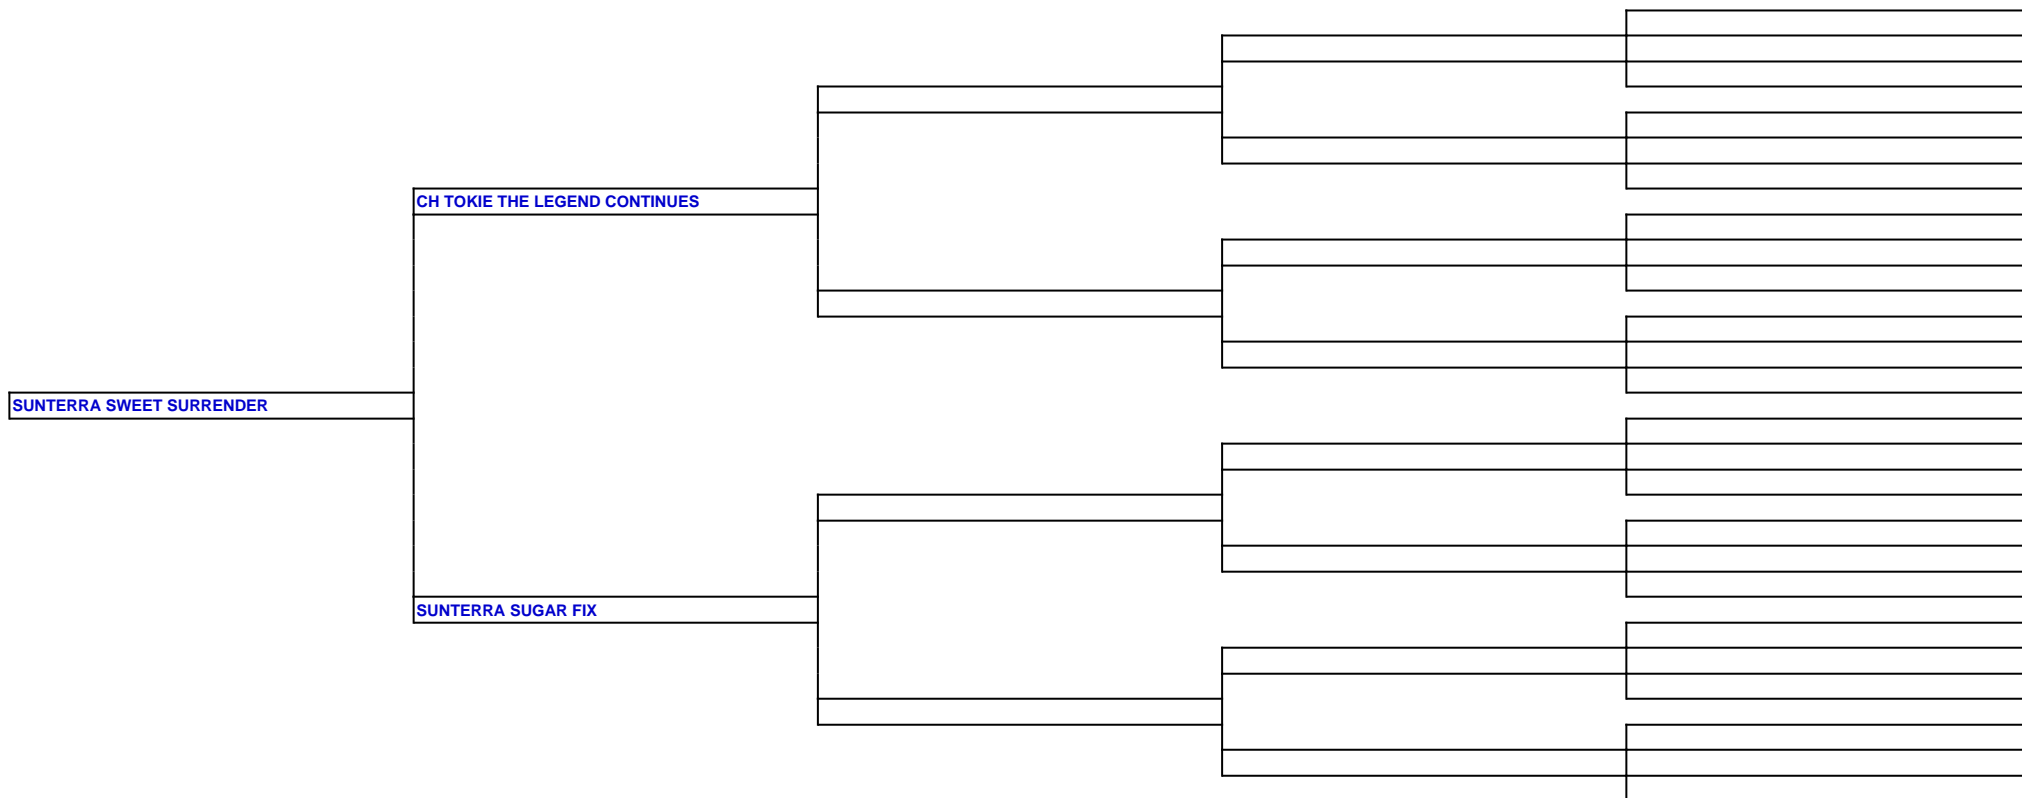 CH TOKIE THE LEGEND CONTINUES
SUNTERRA SWEET SURRENDER
SUNTERRA SUGAR FIX